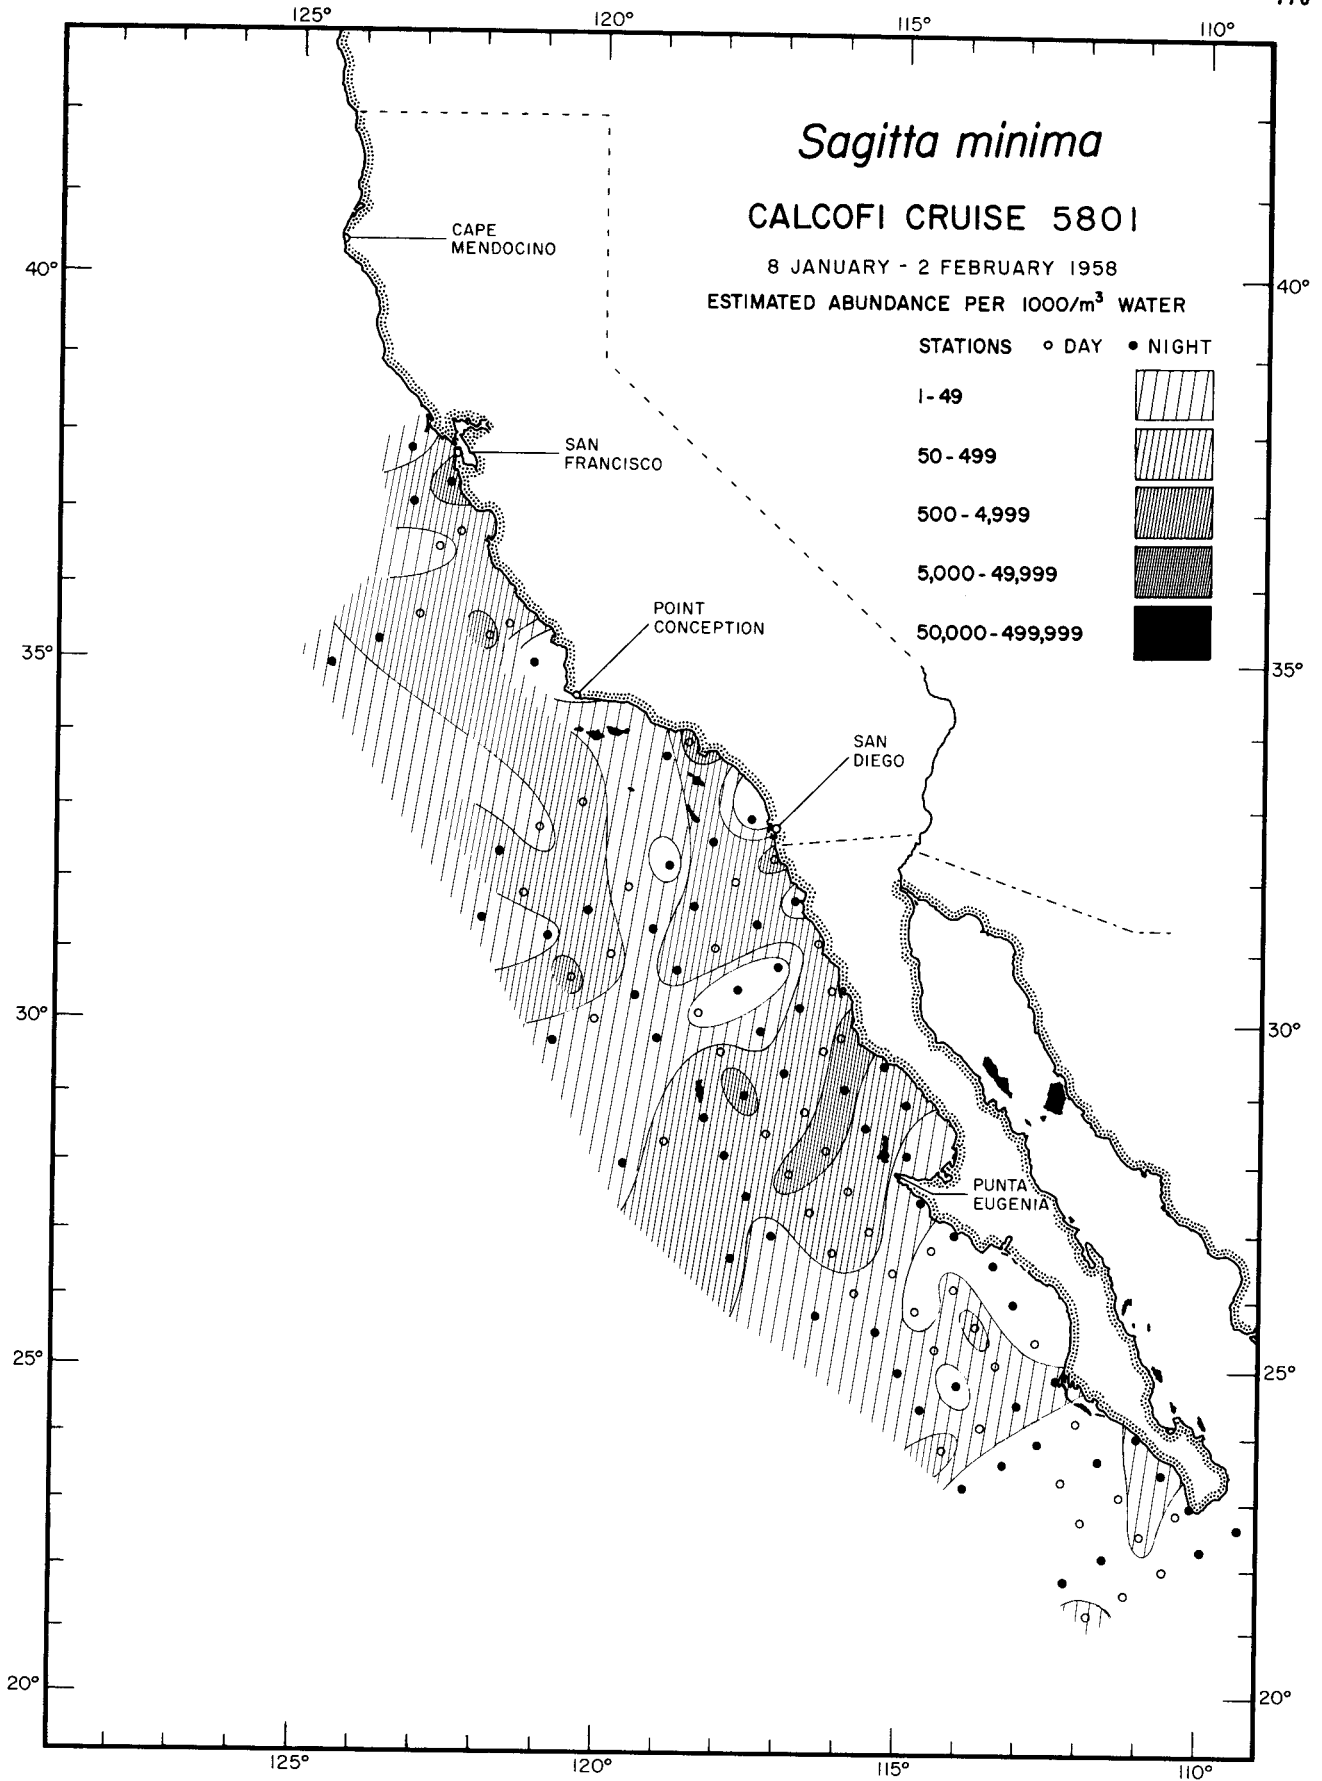 125°
120°
115°
110°
Sagitta minima
CALCOFI CRUISE 5801
8 JANUARY - 2 FEBRUARY 1958
ESTIMATED ABUNDANCE PER 1000/m³ WATER
STATIONS ○ DAY ● NIGHT
1-49
50-499
500-4,999
5,000-49,999
50,000-499,999
CAPE
MENDOCINO
40°
40°
SAN
FRANCISCO
POINT
CONCEPTION
35°
35°
SAN
DIEGO
30°
30°
PUNTA
EUGENIA
25°
25°
20°
20°
125°
120°
115°
110°